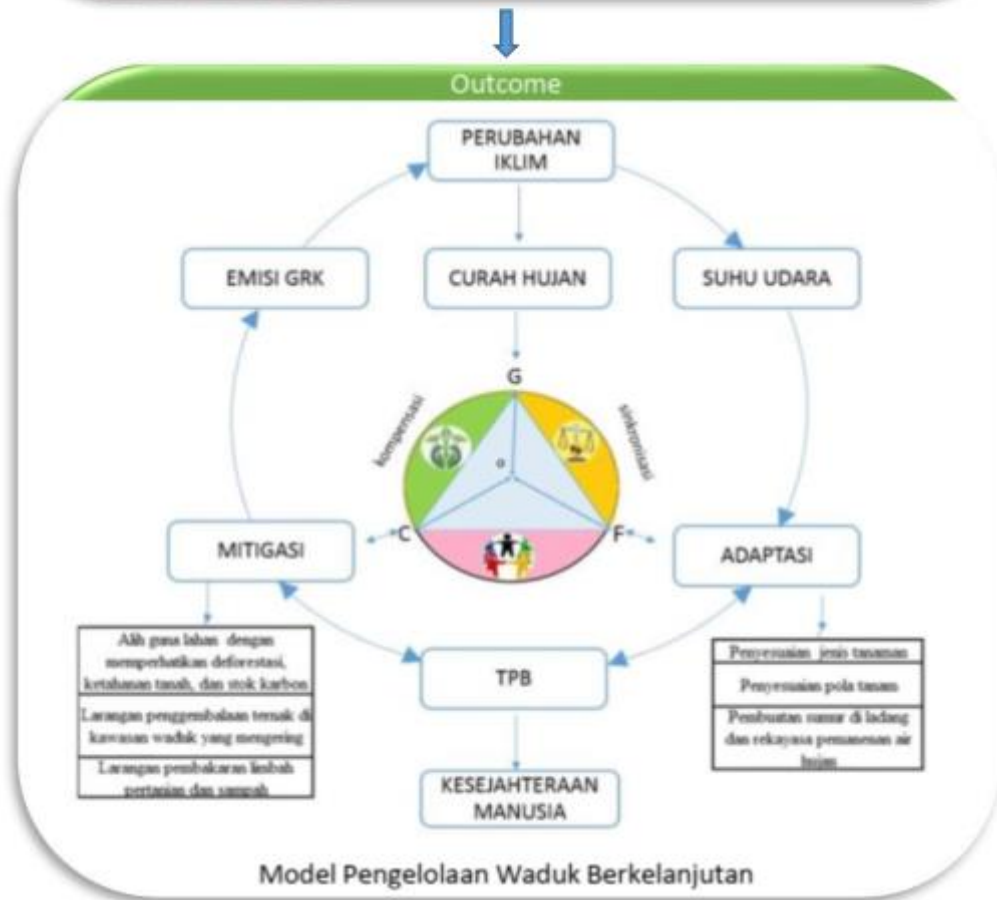 Outcome
PERUBAHAN
IKLIM
EMISI GRK
CURAH HUJAN
SUHU UDARA
G
kompensasi
sinkronisasi
α
C
F
MITIGASI
ADAPTASI
Alih guna lahan dengan
memperhatikan deforestasi,
ketahanan tanah, dan stok karbon
Larangan penggembalaan ternak di
kawasan waduk yang mengering
Larangan pembakaran limbah
pertanian dan sampah
TPB
Penyesuaian jenis tanaman
Penyesuaian pola tanam
Pembuatan sumur di ladang
dan rekayasa pemanenan air
hujan
KESEJAHTERAAN
MANUSIA
Model Pengelolaan Waduk Berkelanjutan